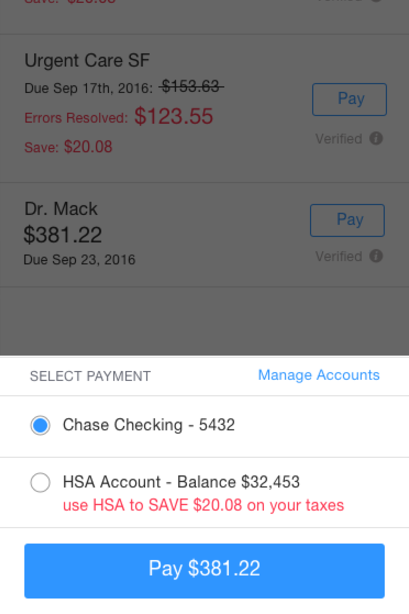 Save: $20.08
Verified
Urgent Care SF
Due Sep 17th, 2016: $153.63
Errors Resolved: $123.55
Pay
Save: $20.08
Verified
Dr. Mack
$381.22
Pay
Due Sep 23, 2016
Verified
SELECT PAYMENT
Manage Accounts
Chase Checking - 5432
HSA Account - Balance $32,453
use HSA to SAVE $20.08 on your taxes
Pay $381.22